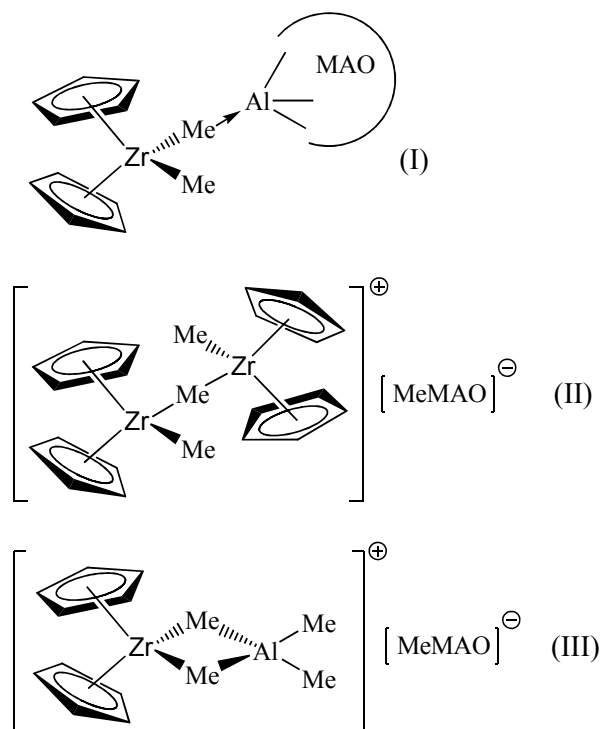 MAO
Me Al
Zr (I)
Me
⊕
Me
Zr ⊖
Me [MeMAO] (II)
Zr
Me
⊕
Me Me ⊖
Zr Al [MeMAO] (III)
Me Me